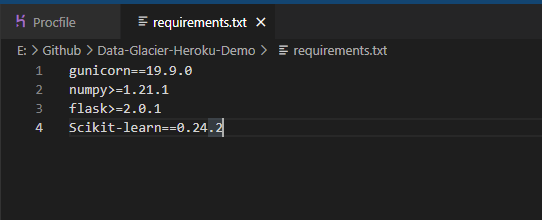 Procfile requirements.txt
E: > Github > Data-Glacier-Heroku-Demo > requirements.txt
1 gunicorn==19.9.0
2 numpy>=1.21.1
3 flask>=2.0.1
4 Scikit-learn==0.24.2